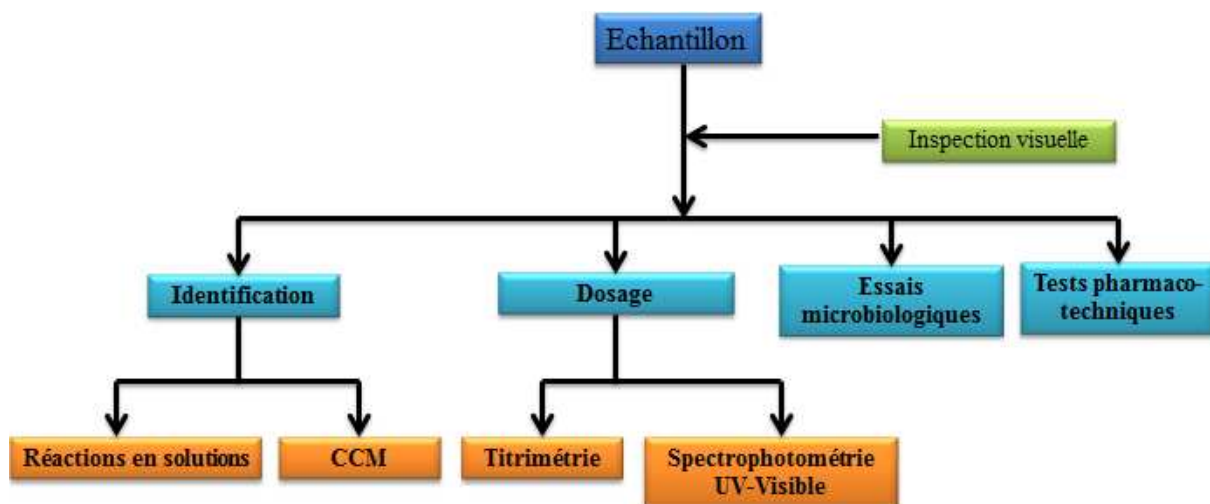 Echantillon
Inspection visuelle
Identification
Dosage
Essais
microbiologiques
Tests pharmaco-
techniques
Réactions en solutions
CCM
Titrimétrie
Spectrophotométrie
UV-Visible